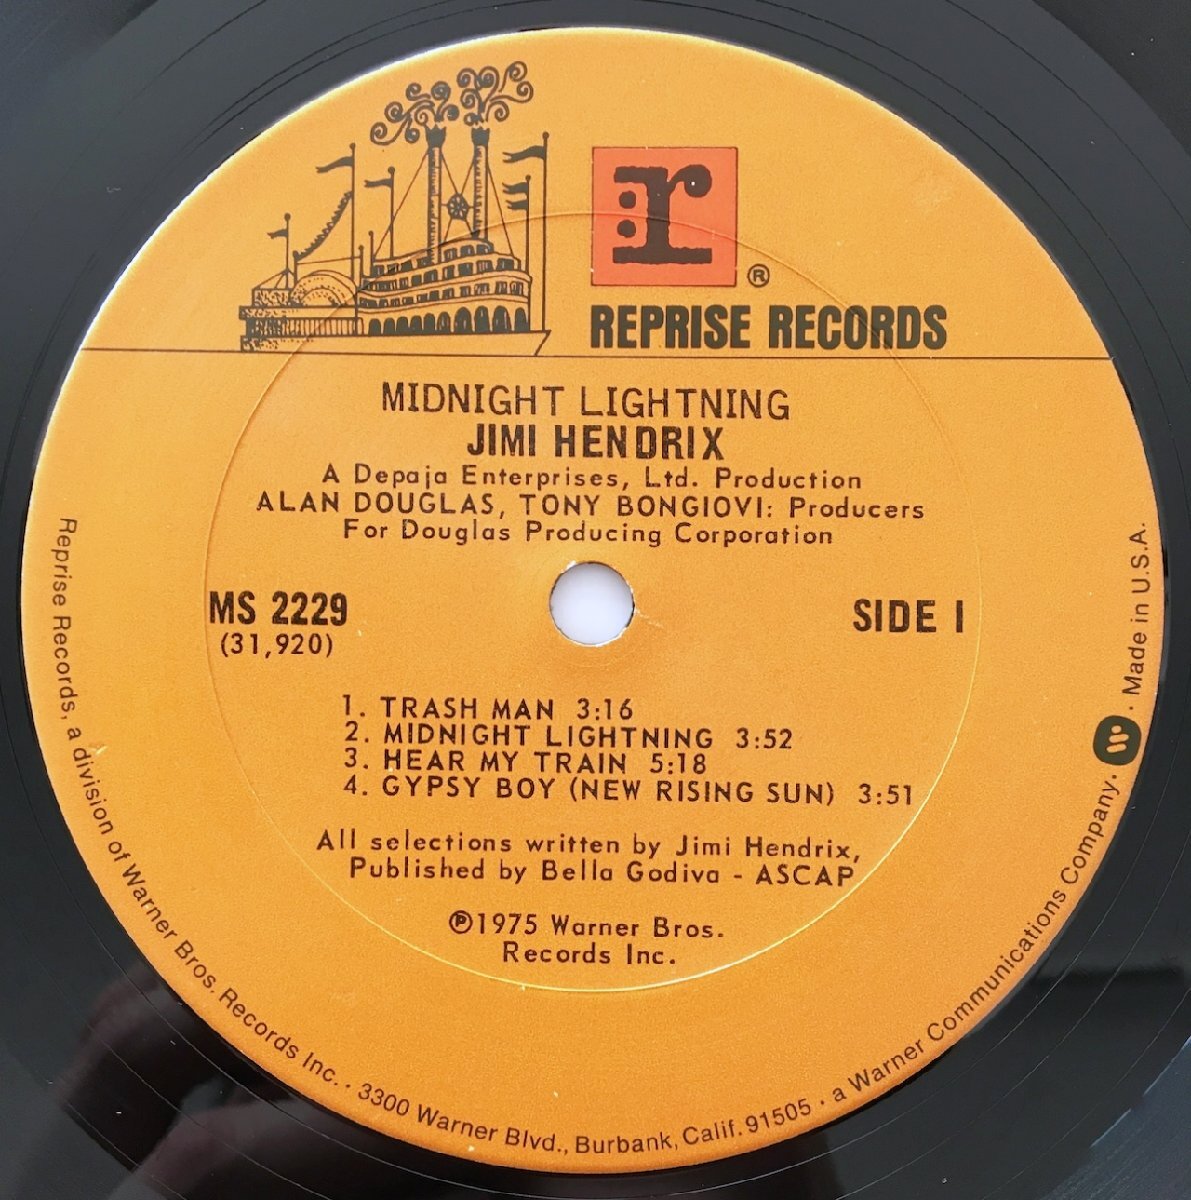 r:
®
REPRISE RECORDS
MIDNIGHT LIGHTNING
JIMI HENDRIX
A Depaja Enterprises, Ltd. Production
ALAN DOUGLAS, TONY BONGIOVI: Producers
For Douglas Producing Corporation
MS 2229
(31,920)
SIDE I
1. TRASH MAN 3:16
2. MIDNIGHT LIGHTNING 3:52
3. HEAR MY TRAIN 5:18
4. GYPSY BOY (NEW RISING SUN) 3:51
All selections written by Jimi Hendrix,
Published by Bella Godiva - ASCAP
℗1975 Warner Bros.
Records Inc.
Reprise Records, a division of Warner Bros. Records Inc. · 3300 Warner Blvd., Burbank, Calif. 91505 · a Warner Communications Company · W · Made in U.S.A.